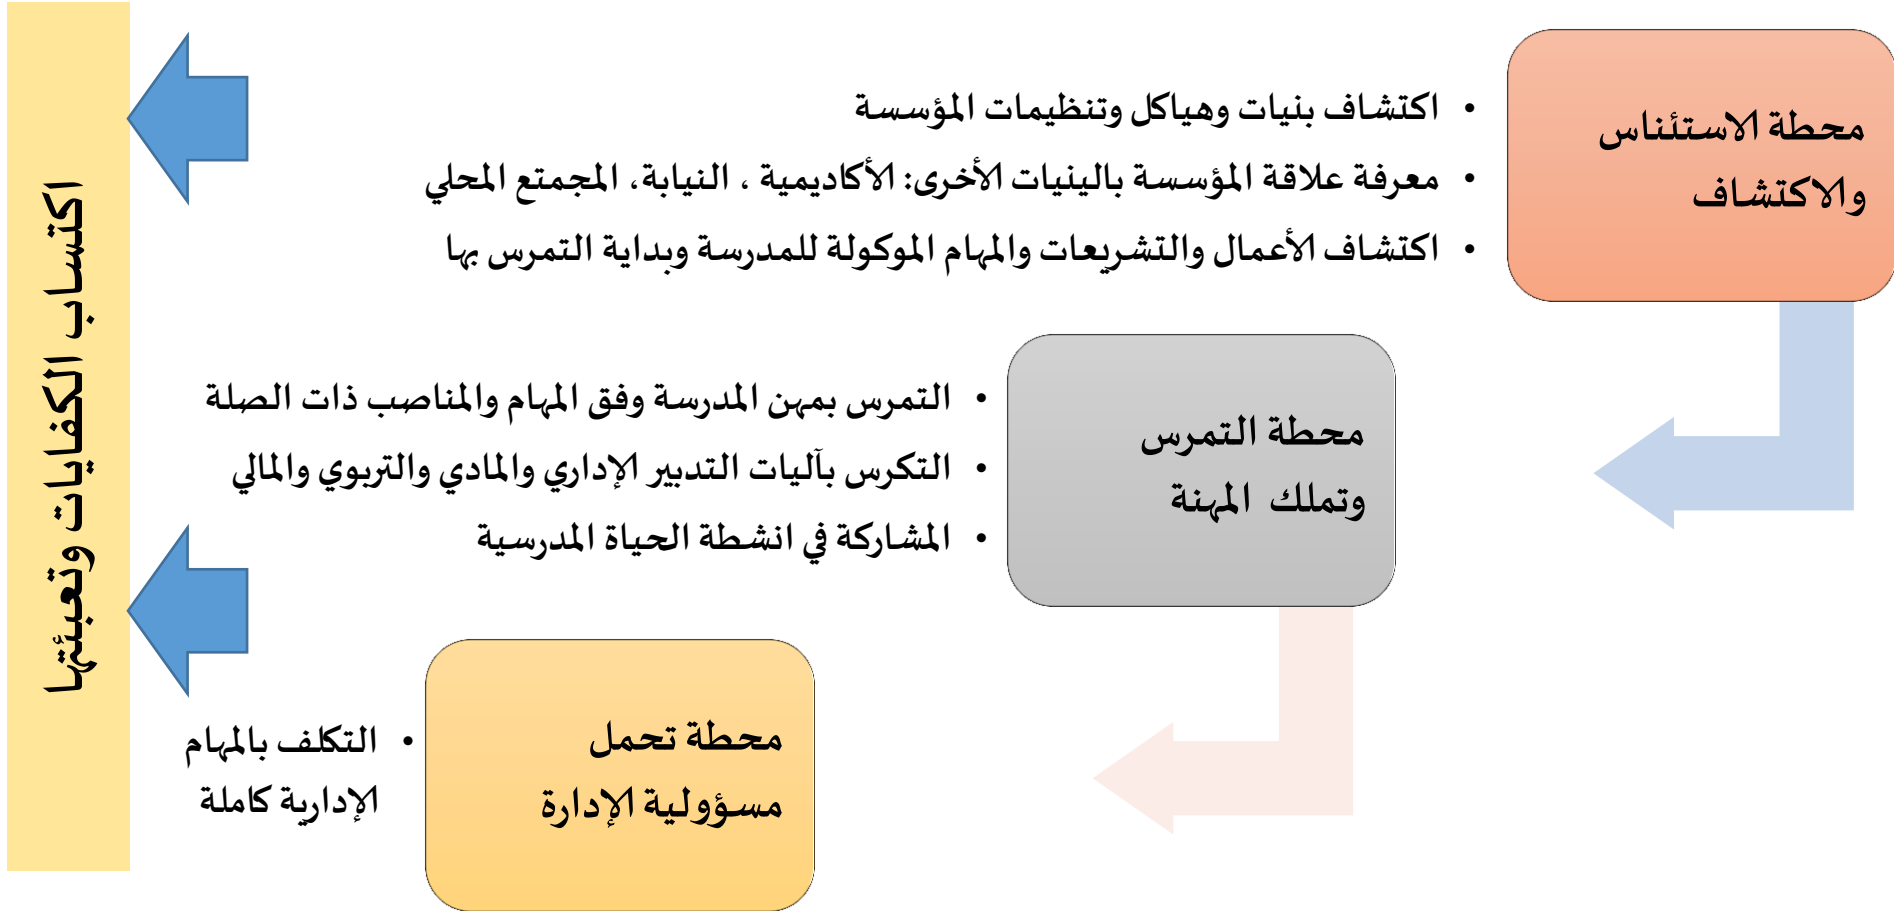 محطة الاستئناس
والاكتشاف
• اكتشاف بنيات وهياكل وتنظيمات المؤسسة
• معرفة علاقة المؤسسة بالينيات الأخرى: الأكاديمية ، النيابة، المجمتع المحلي
• اكتشاف الأعمال والتشريعات والمهام الموكولة للمدرسة وبداية التمرس بها
محطة التمرس
وتملك المهنة
• التمرس بمهن المدرسة وفق المهام والمناصب ذات الصلة
• التكرس بآليات التدبير الإداري والمادي والتربوي والمالي
• المشاركة في انشطة الحياة المدرسية
محطة تحمل
مسؤولية الإدارة
• التكلف بالمهام
الإدارية كاملة
اكتساب الكفايات وتعبئتها